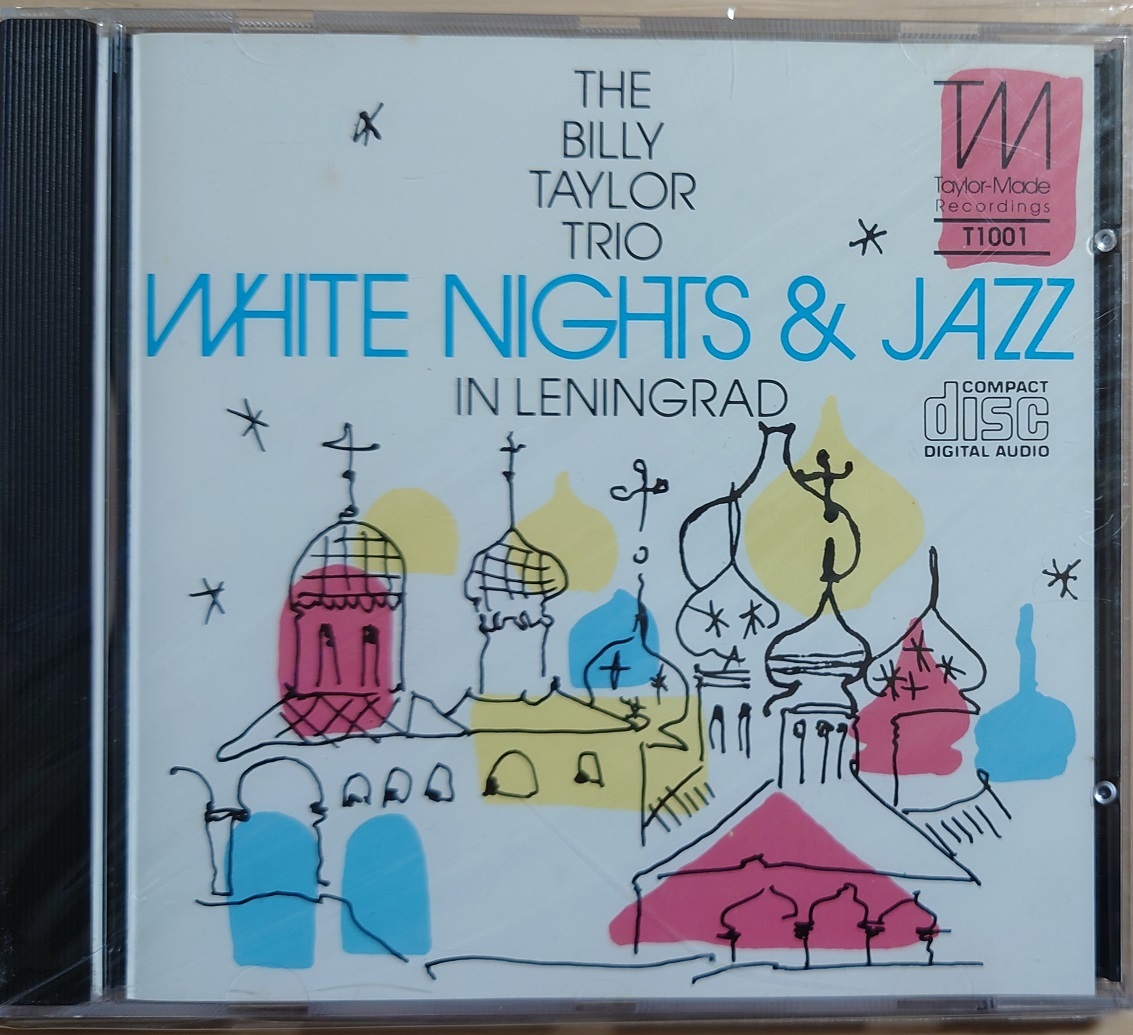 THE
BILLY
TAYLOR
TRIO
WHITE NIGHTS & JAZZ
IN LENINGRAD
TM
Taylor-Made
Recordings
T1001
COMPACT
disc
DIGITAL AUDIO